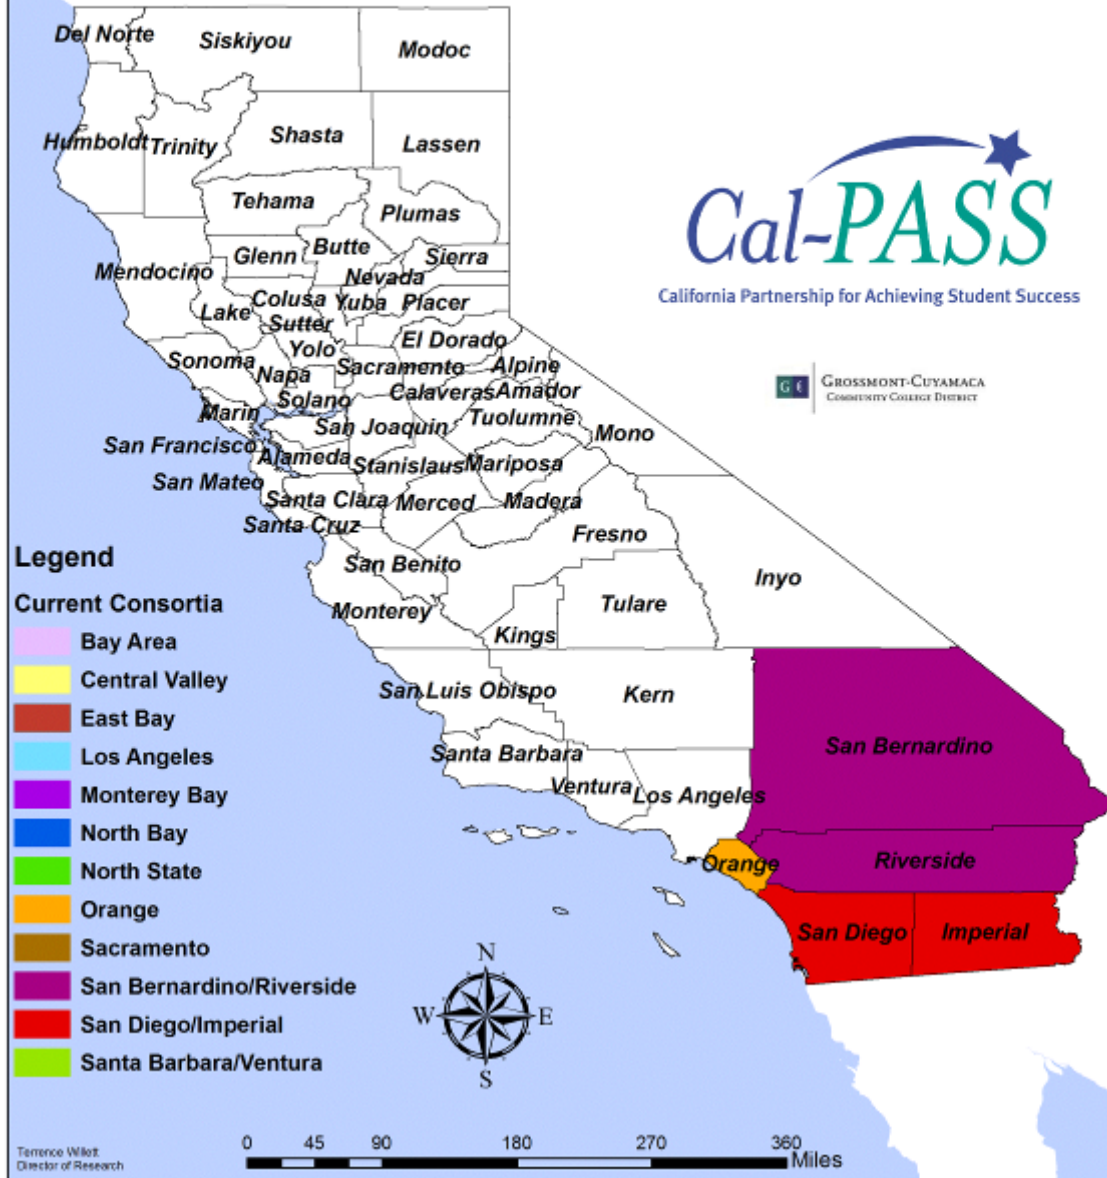 Del Norte
Siskiyou
Modoc
Humboldt
Trinity
Shasta
Lassen
Tehama
Plumas
Glenn
Butte
Sierra
Mendocino
Nevada
Lake
Colusa
Yuba
Placer
Sutter
El Dorado
Sonoma
Yolo
Sacramento
Alpine
Napa
Calaveras
Amador
Solano
Marin
San Joaquin
Tuolumne
Mono
San Francisco
Alameda
Stanislaus
Mariposa
San Mateo
Santa Clara
Merced
Madera
Santa Cruz
Fresno
San Benito
Inyo
Monterey
Tulare
Kings
San Luis Obispo
Kern
Santa Barbara
San Bernardino
Ventura
Los Angeles
Orange
Riverside
San Diego
Imperial
Cal-PASS
California Partnership for Achieving Student Success
G C
GROSSMONT-CUYAMACA
COMMUNITY COLLEGE DISTRICT
Legend
Current Consortia
Bay Area
Central Valley
East Bay
Los Angeles
Monterey Bay
North Bay
North State
Orange
Sacramento
San Bernardino/Riverside
San Diego/Imperial
Santa Barbara/Ventura
N
W E
S
0 45 90 180 270 360
Miles
Terrence Willett
Director of Research